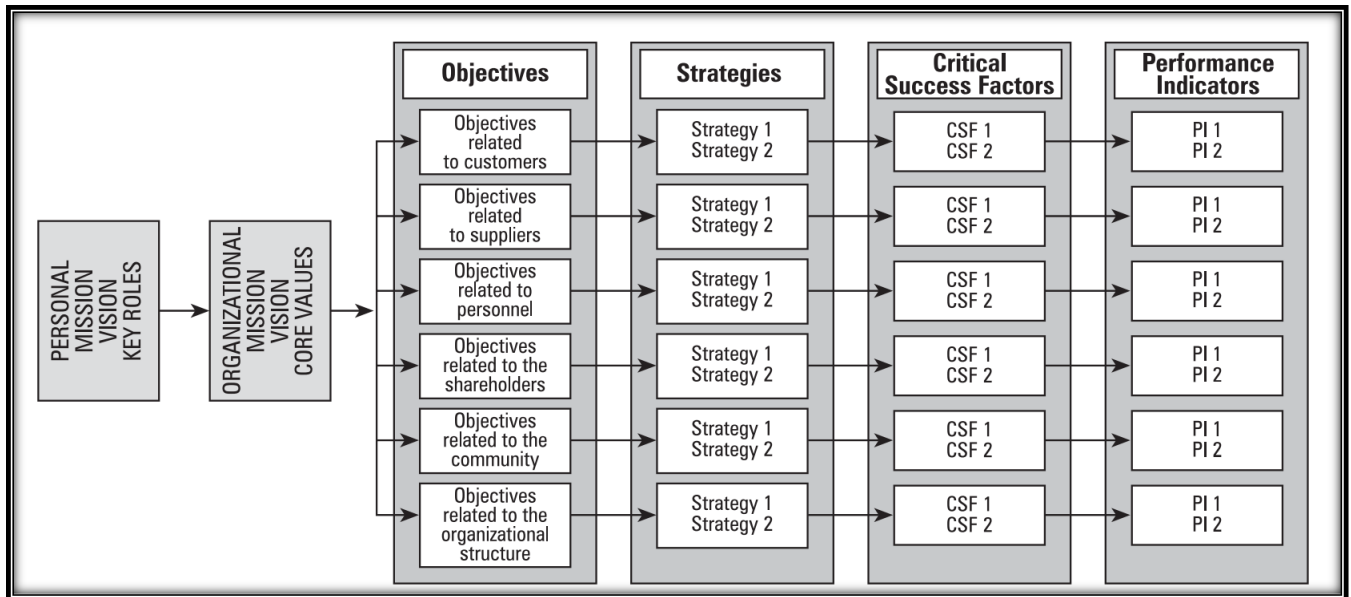 PERSONAL
MISSION
VISION
KEY ROLES
ORGANIZATIONAL
MISSION
VISION
CORE VALUES
Objectives
Objectives
related
to customers
Objectives
related
to suppliers
Objectives
related to
personnel
Objectives
related to the
shareholders
Objectives
related to the
community
Objectives
related to the
organizational
structure
Strategies
Strategy 1
Strategy 2
Strategy 1
Strategy 2
Strategy 1
Strategy 2
Strategy 1
Strategy 2
Strategy 1
Strategy 2
Strategy 1
Strategy 2
Critical
Success Factors
CSF 1
CSF 2
CSF 1
CSF 2
CSF 1
CSF 2
CSF 1
CSF 2
CSF 1
CSF 2
CSF 1
CSF 2
Performance
Indicators
PI 1
PI 2
PI 1
PI 2
PI 1
PI 2
PI 1
PI 2
PI 1
PI 2
PI 1
PI 2